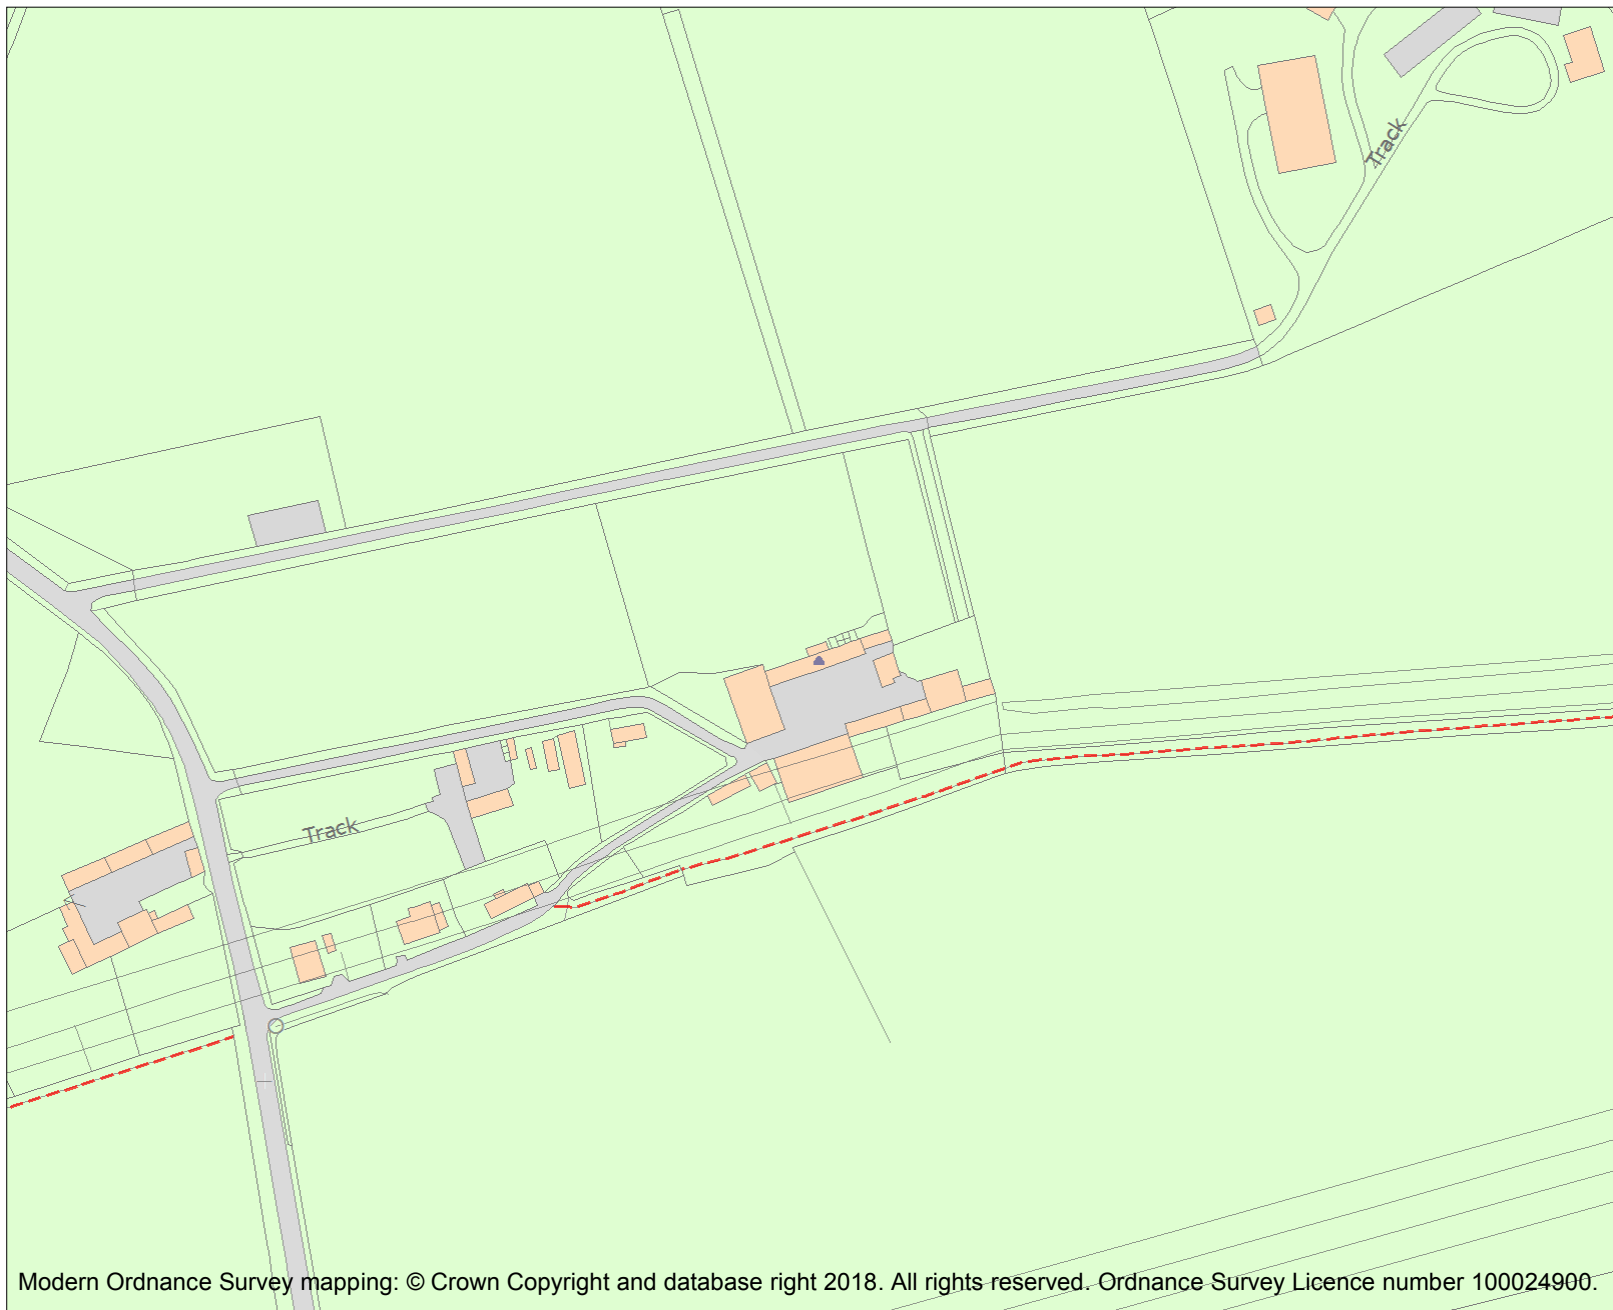 Track
Track
Modern Ordnance Survey mapping: © Crown Copyright and database right 2018. All rights reserved. Ordnance Survey Licence number 100024900.